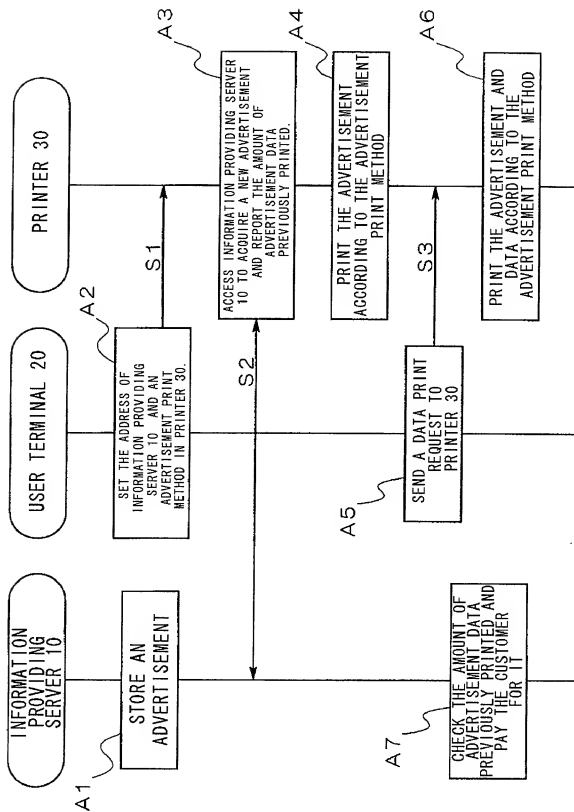 INFORMATION
PROVIDING
SERVER 10
USER TERMINAL 20
PRINTER 30
A1
STORE AN
ADVERTISEMENT
A2
SET THE ADDRESS OF
INFORMATION PROVIDING
SERVER 10 AND AN
ADVERTISEMENT PRINT
METHOD IN PRINTER 30.
S1
A3
ACCESS INFORMATION PROVIDING SERVER
10 TO ACQUIRE A NEW ADVERTISEMENT
AND REPORT THE AMOUNT OF
ADVERTISEMENT DATA
PREVIOUSLY PRINTED.
S2
A4
PRINT THE ADVERTISEMENT
ACCORDING TO THE ADVERTISEMENT
PRINT METHOD
A5
SEND A DATA PRINT
REQUEST TO
PRINTER 30
S3
A6
PRINT THE ADVERTISEMENT AND
DATA ACCORDING TO THE
ADVERTISEMENT PRINT METHOD
A7
CHECK THE AMOUNT OF
ADVERTISEMENT DATA
PREVIOUSLY PRINTED AND
PAY THE CUSTOMER
FOR IT